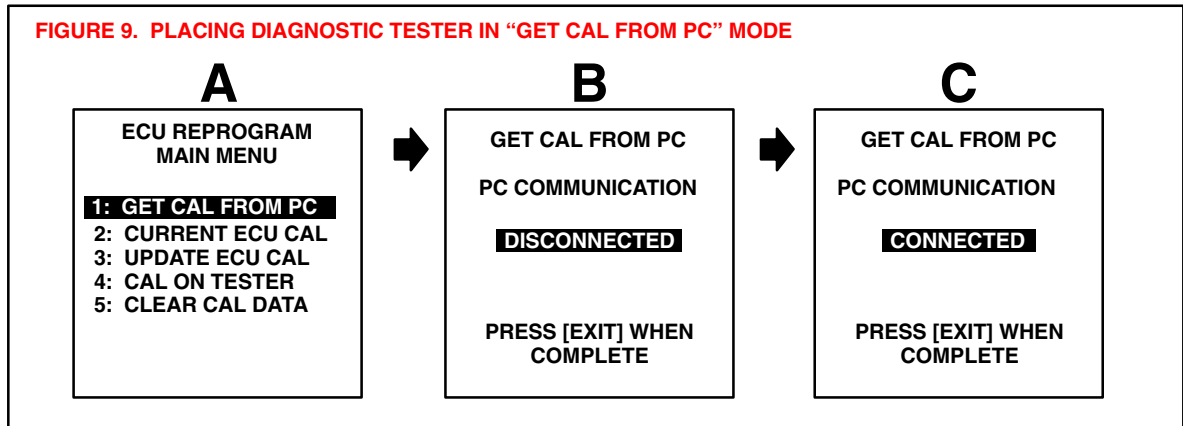 FIGURE 9. PLACING DIAGNOSTIC TESTER IN “GET CAL FROM PC” MODE
A
ECU REPROGRAM
MAIN MENU
1: GET CAL FROM PC
2: CURRENT ECU CAL
3: UPDATE ECU CAL
4: CAL ON TESTER
5: CLEAR CAL DATA
B
GET CAL FROM PC
PC COMMUNICATION
DISCONNECTED
PRESS [EXIT] WHEN
COMPLETE
C
GET CAL FROM PC
PC COMMUNICATION
CONNECTED
PRESS [EXIT] WHEN
COMPLETE